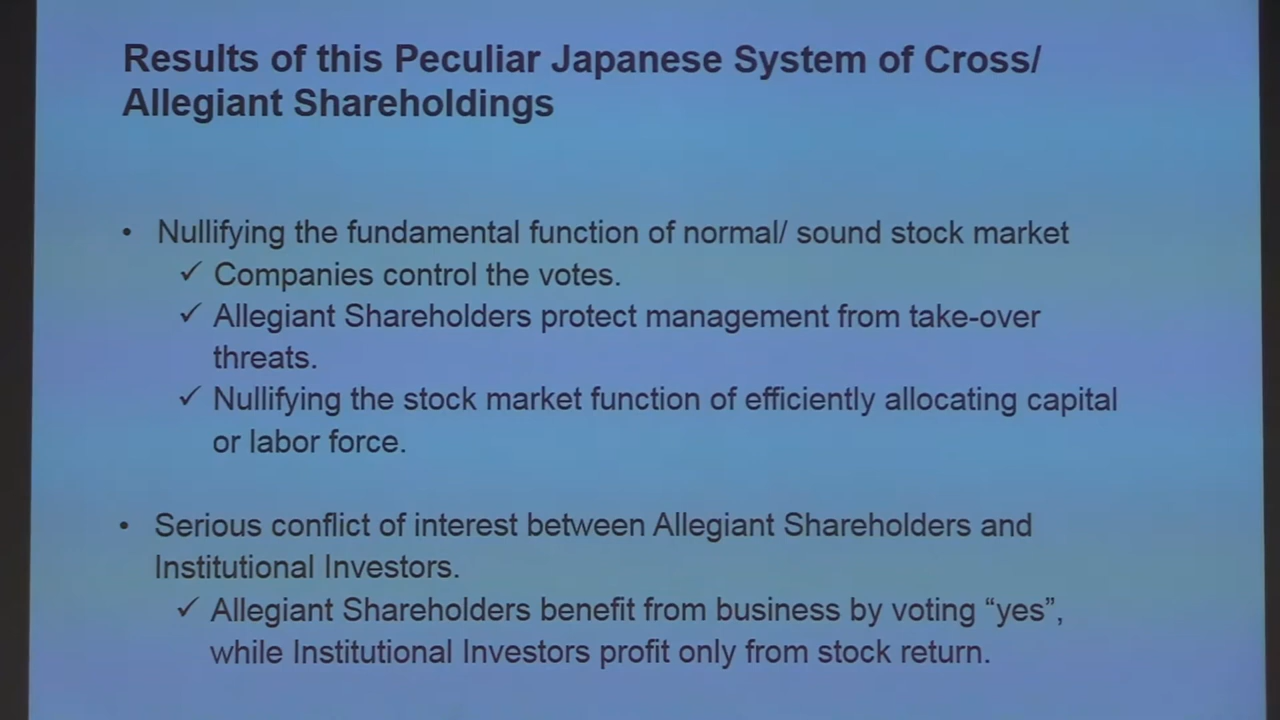 Results of this Peculiar Japanese System of Cross/
Allegiant Shareholdings
• Nullifying the fundamental function of normal/ sound stock market
✓ Companies control the votes.
✓ Allegiant Shareholders protect management from take-over
threats.
✓ Nullifying the stock market function of efficiently allocating capital
or labor force.
• Serious conflict of interest between Allegiant Shareholders and
Institutional Investors.
✓ Allegiant Shareholders benefit from business by voting “yes”,
while Institutional Investors profit only from stock return.